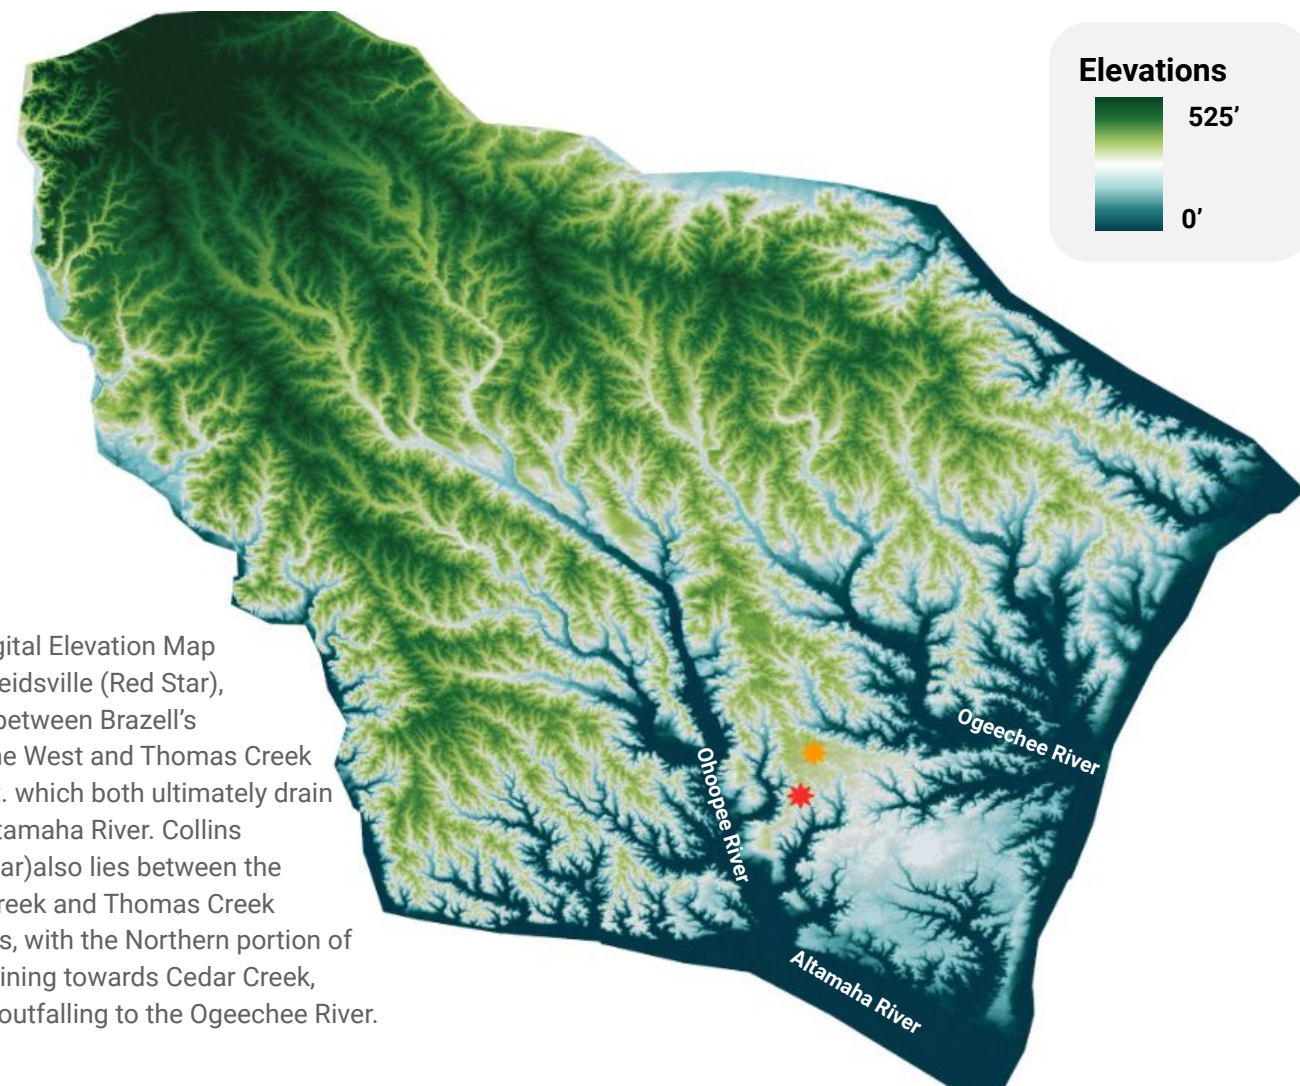 Elevations
525’
0’
gital Elevation Map
eidsville (Red Star),
between Brazell’s
e West and Thomas Creek
. which both ultimately drain
tamaha River. Collins
ar)also lies between the
reek and Thomas Creek
s, with the Northern portion of
ining towards Cedar Creek,
outfalling to the Ogeechee River.
Ogeechee River
Ohoopee River
Altamaha River